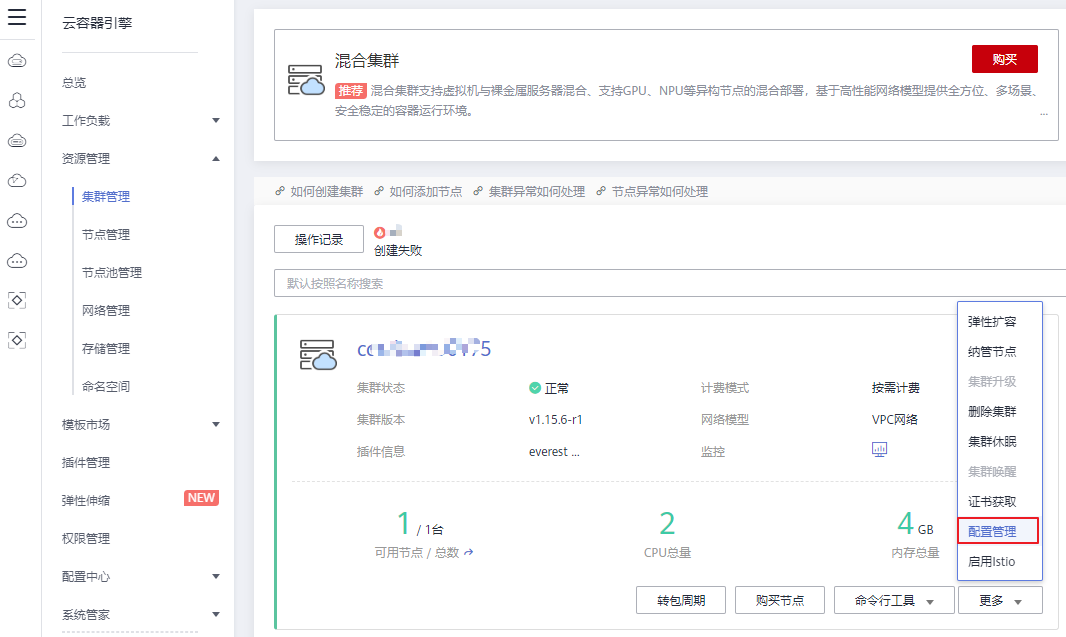 云容器引擎
总览
工作负载
资源管理
集群管理
节点管理
节点池管理
网络管理
存储管理
命名空间
模板市场
插件管理
弹性伸缩 NEW
权限管理
配置中心
系统管家
混合集群
购买
推荐 混合集群支持虚拟机与裸金属服务器混合、支持GPU、NPU等异构节点的混合部署，基于高性能网络模型提供全方位、多场景、
安全稳定的容器运行环境。
...
如何创建集群 如何添加节点 集群异常如何处理 节点异常如何处理
操作记录
创建失败
默认按照名称搜索
集群状态 正常 计费模式 按需计费
集群版本 v1.15.6-r1 网络模型 VPC网络
插件信息 everest ... 监控
1 / 1台 2 4 GB
可用节点 / 总数 CPU总量 内存总量
转包周期 购买节点 命令行工具 更多
弹性扩容
纳管节点
集群升级
删除集群
集群休眠
集群唤醒
证书获取
配置管理
启用Istio